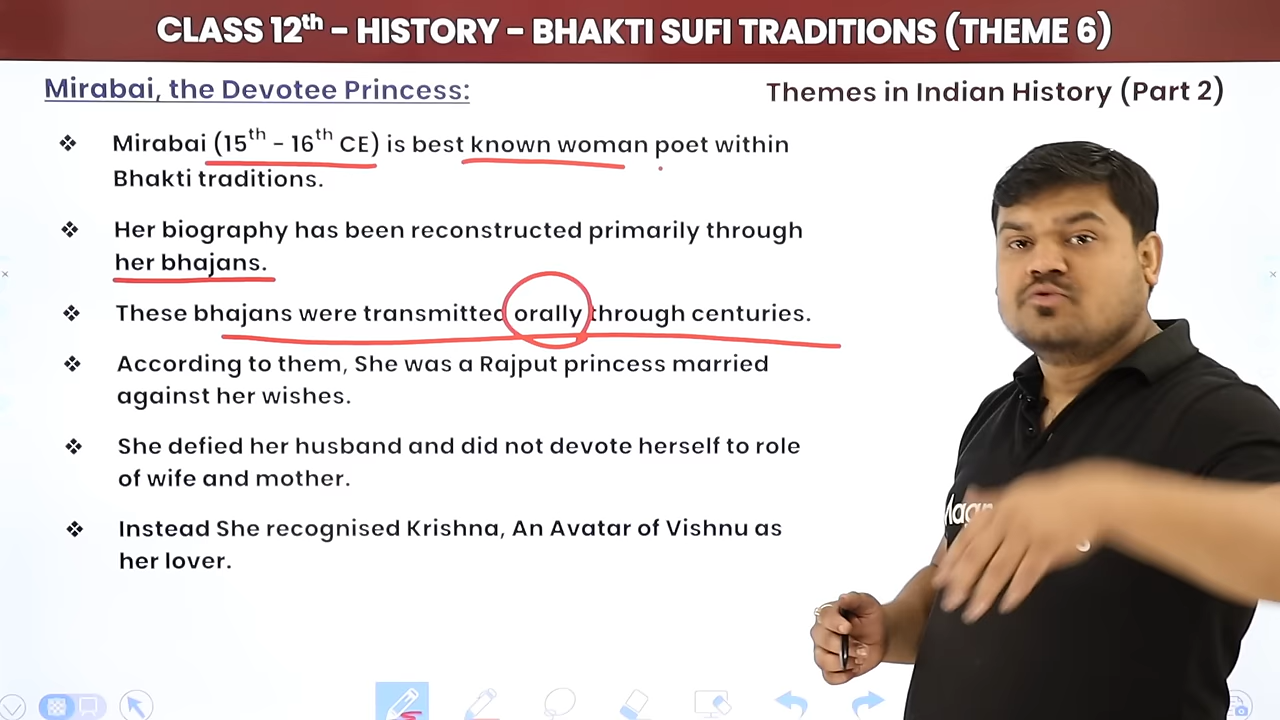 CLASS 12th – HISTORY – BHAKTI SUFI TRADITIONS (THEME 6)
Mirabai, the Devotee Princess:
Themes in Indian History (Part 2)
❖ Mirabai (15th – 16th CE) is best known woman poet within
Bhakti traditions.
❖ Her biography has been reconstructed primarily through
her bhajans.
❖ These bhajans were transmitted orally through centuries.
❖ According to them, She was a Rajput princess married
against her wishes.
❖ She defied her husband and did not devote herself to role
of wife and mother.
❖ Instead She recognised Krishna, An Avatar of Vishnu as
her lover.